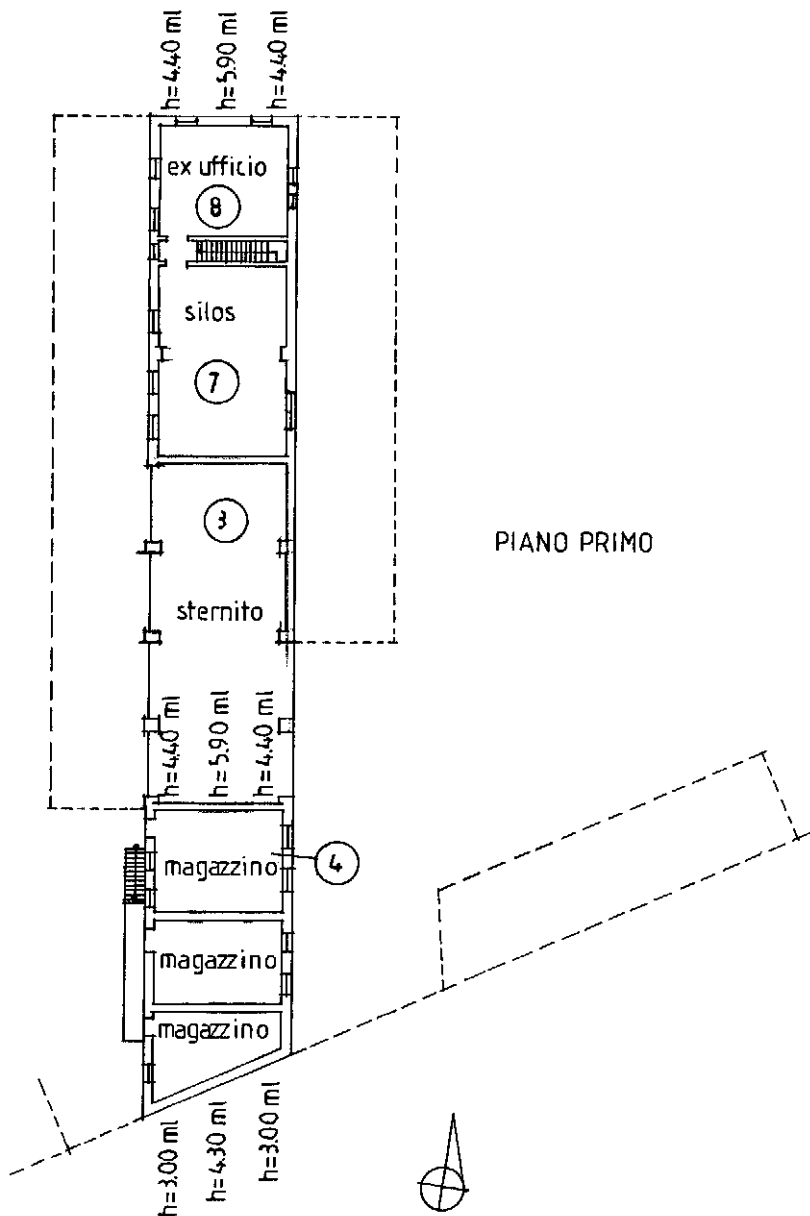 h=4.40 ml
h=5.90 ml
h=4.40 ml
ex ufficio
8
silos
7
3
PIANO PRIMO
sternito
h=4.40 ml
h=5.90 ml
h=4.40 ml
magazzino
4
magazzino
magazzino
h=3.00 ml
h=4.30 ml
h=3.00 ml